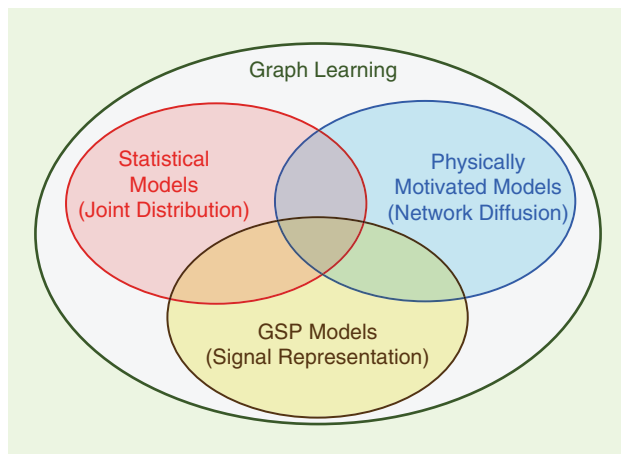 Graph Learning
Statistical
Models
(Joint Distribution)
Physically
Motivated Models
(Network Diffusion)
GSP Models
(Signal Representation)